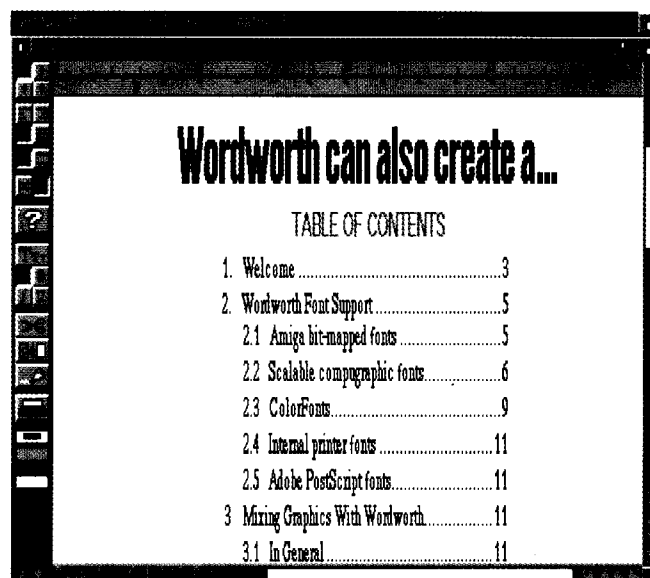 Wordworth can also create a...
TABLE OF CONTENTS
1. Welcome ................................................3
2. Wordworth Font Support ..............................5
2.1 Amiga bit-mapped fonts ........................5
2.2 Scalable compugraphic fonts..................6
2.3 ColorFonts........................................9
2.4 Internal printer fonts ...........................11
2.5 Adobe PostScript fonts........................11
3 Mixing Graphics With Wordworth................11
3.1 In General.......................................11